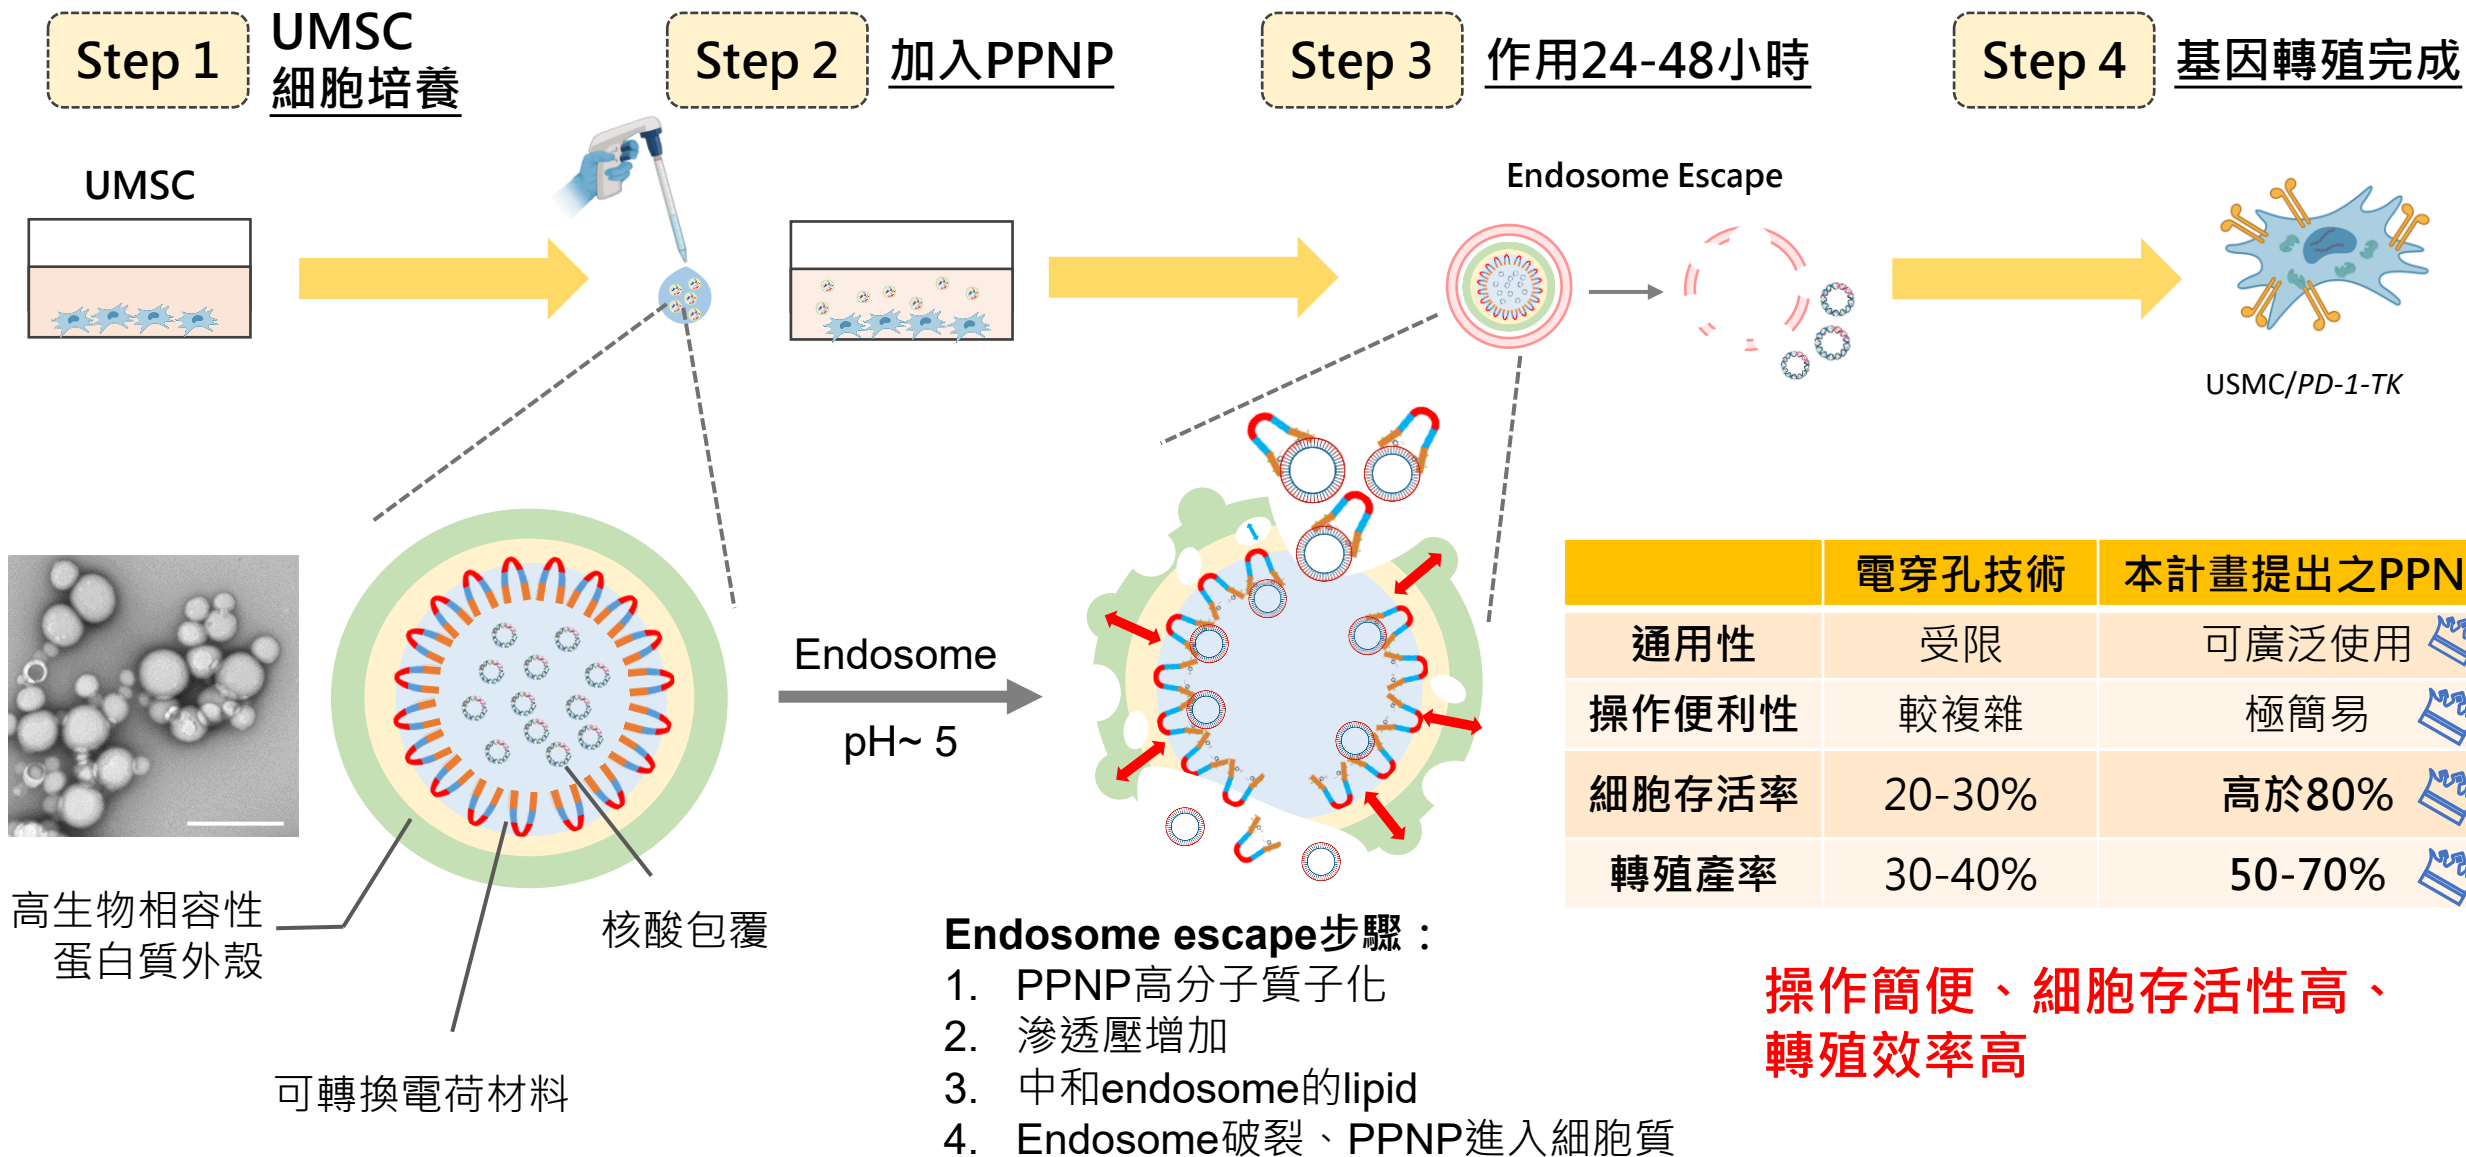 Step 1
UMSC
細胞培養
Step 2
加入PPNP
Step 3
作用24-48小時
Step 4
基因轉殖完成
UMSC
Endosome Escape
USMC/PD-1-TK
Endosome
pH~ 5
高生物相容性
蛋白質外殼
核酸包覆
可轉換電荷材料
Endosome escape步驟：
1. PPNP高分子質子化
2. 滲透壓增加
3. 中和endosome的lipid
4. Endosome破裂、PPNP進入細胞質
電穿孔技術 本計畫提出之PPN
通用性 受限 可廣泛使用
操作便利性 較複雜 極簡易
細胞存活率 20-30% 高於80%
轉殖產率 30-40% 50-70%
操作簡便、細胞存活性高、
轉殖效率高